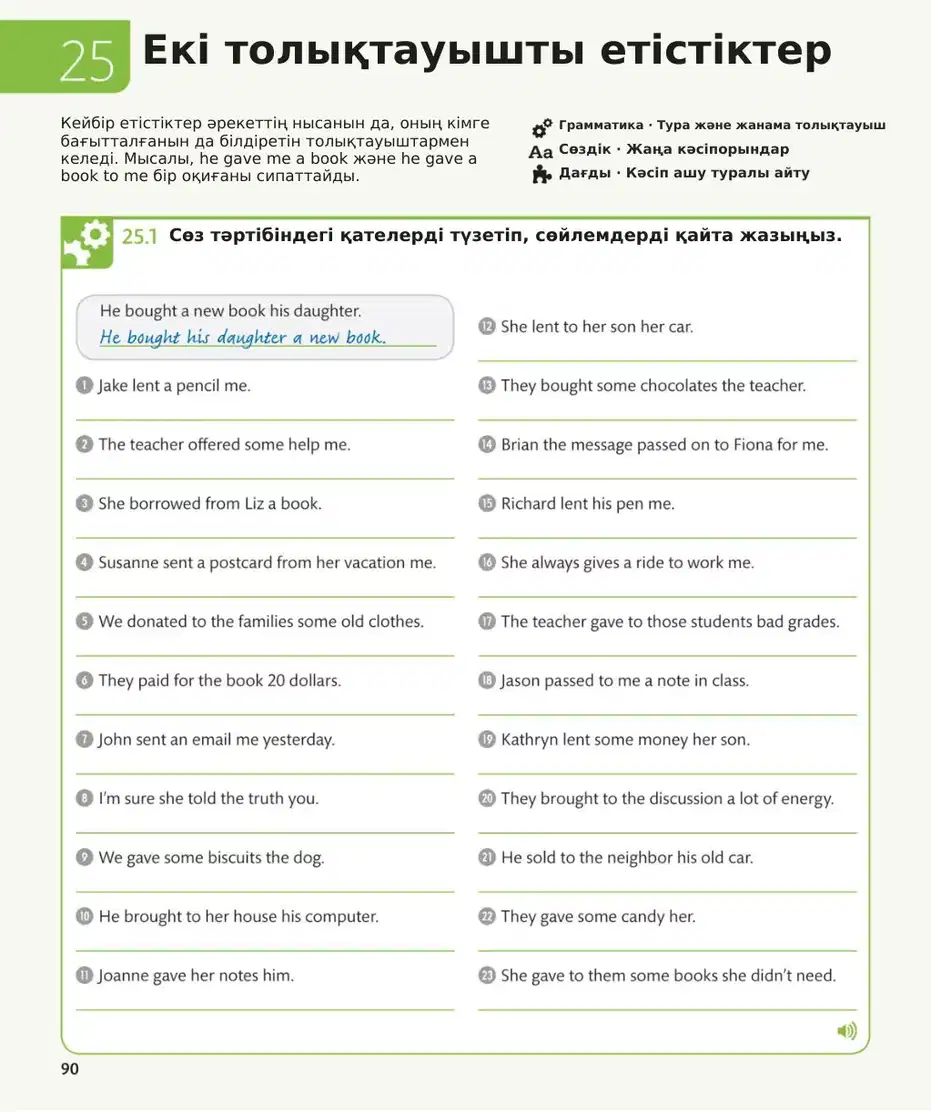 25
Екі толықтауышты етістіктер
Кейбір етістіктер әрекеттің нысанын да, оның кімге
бағытталғанын да білдіретін толықтауыштармен
келеді. Мысалы, he gave me a book және he gave a
book to me бір оқиғаны сипаттайды.
Грамматика · Тура және жанама толықтауыш
Aa Сөздік · Жаңа кәсіпорындар
Дағды · Кәсіп ашу туралы айту
25.1 Сөз тәртібіндегі қателерді түзетіп, сөйлемдерді қайта жазыңыз.
He bought a new book his daughter.
He bought his daughter a new book.
1 Jake lent a pencil me.
2 The teacher offered some help me.
3 She borrowed from Liz a book.
4 Susanne sent a postcard from her vacation me.
5 We donated to the families some old clothes.
6 They paid for the book 20 dollars.
7 John sent an email me yesterday.
8 I'm sure she told the truth you.
9 We gave some biscuits the dog.
10 He brought to her house his computer.
11 Joanne gave her notes him.
12 She lent to her son her car.
13 They bought some chocolates the teacher.
14 Brian the message passed on to Fiona for me.
15 Richard lent his pen me.
16 She always gives a ride to work me.
17 The teacher gave to those students bad grades.
18 Jason passed to me a note in class.
19 Kathryn lent some money her son.
20 They brought to the discussion a lot of energy.
21 He sold to the neighbor his old car.
22 They gave some candy her.
23 She gave to them some books she didn't need.
90